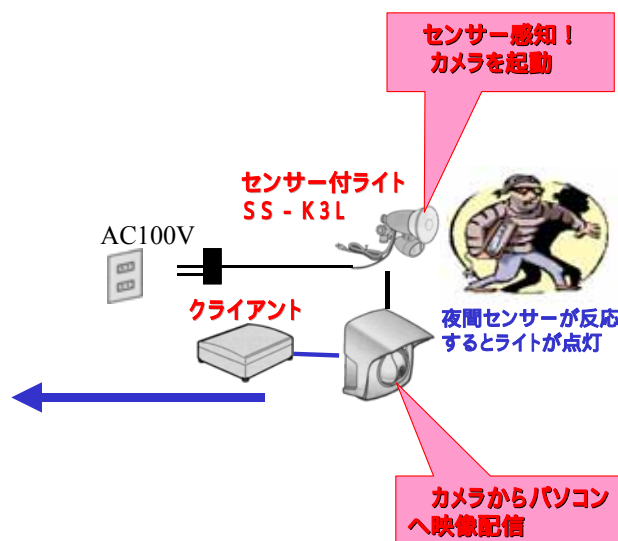 センサー感知！
カメラを起動
センサー付ライト
ＳＳ－Ｋ３Ｌ
AC100V
クライアント
夜間センサーが反応
するとライトが点灯
カメラからパソコン
へ映像配信